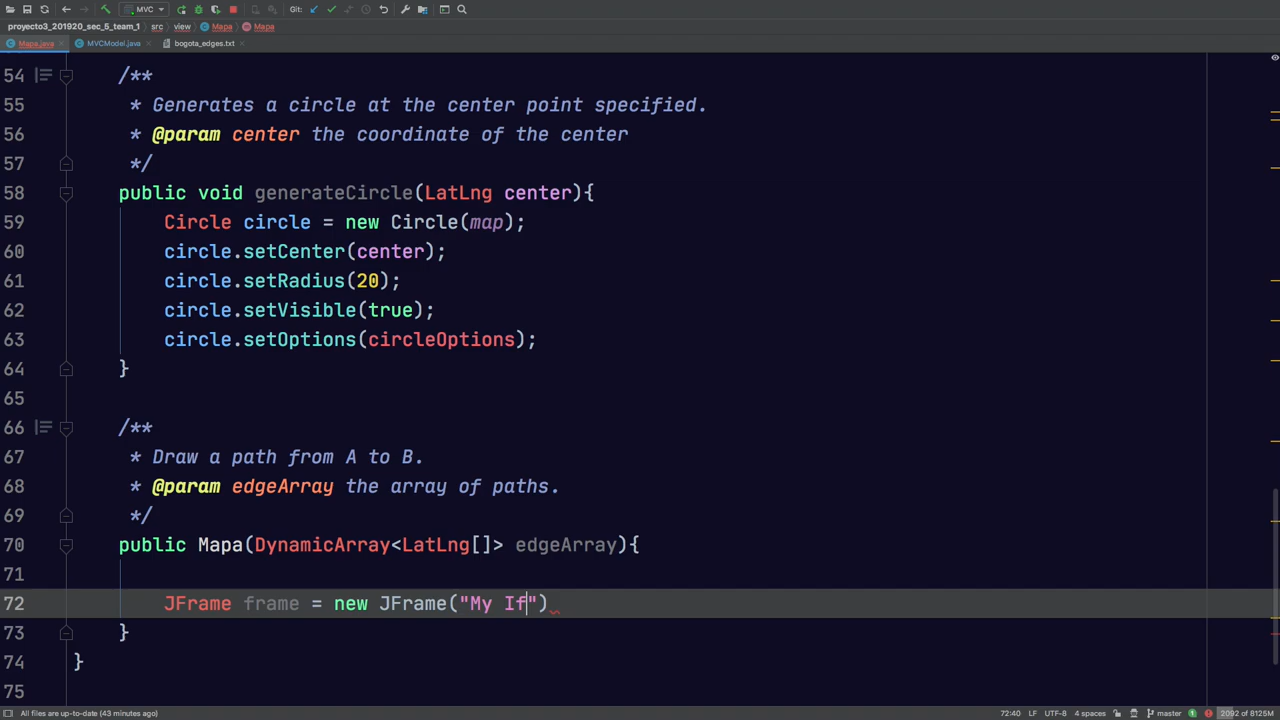 MVC Git:
proyecto3_201920_sec_5_team_1 src view Mapa Mapa
Mapa.java MVCModel.java bogota_edges.txt
54 /**
55 * Generates a circle at the center point specified.
56 * @param center the coordinate of the center
57 */
58 public void generateCircle(LatLng center){
59 Circle circle = new Circle(map);
60 circle.setCenter(center);
61 circle.setRadius(20);
62 circle.setVisible(true);
63 circle.setOptions(circleOptions);
64 }
65
66 /**
67 * Draw a path from A to B.
68 * @param edgeArray the array of paths.
69 */
70 public Mapa(DynamicArray<LatLng[]> edgeArray){
71
72 JFrame frame = new JFrame("My If")
73 }
74 }
75
All files are up-to-date (43 minutes ago) 72:40 LF UTF-8 4 spaces master 1 2092 of 8125M